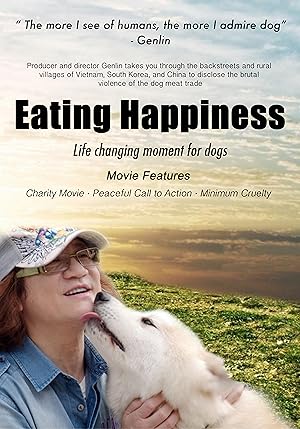 “ The more I see of humans, the more I admire dog”
- Genlin
Producer and director Genlin takes you through the backstreets and rural
villages of Vietnam, South Korea, and China to disclose the brutal
violence of the dog meat trade
Eating Happiness
Life changing moment for dogs
Movie Features
Charity Movie · Peaceful Call to Action · Minimum Cruelty